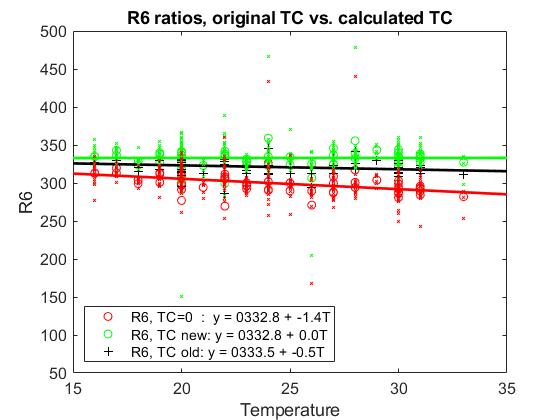 R6 ratios, original TC vs. calculated TC
500
450
400
350
300
250
200
150
100
50
R6
R6, TC=0 : y = 0332.8 + -1.4T
R6, TC new: y = 0332.8 + 0.0T
R6, TC old: y = 0333.5 + -0.5T
15 20 25 30 35
Temperature